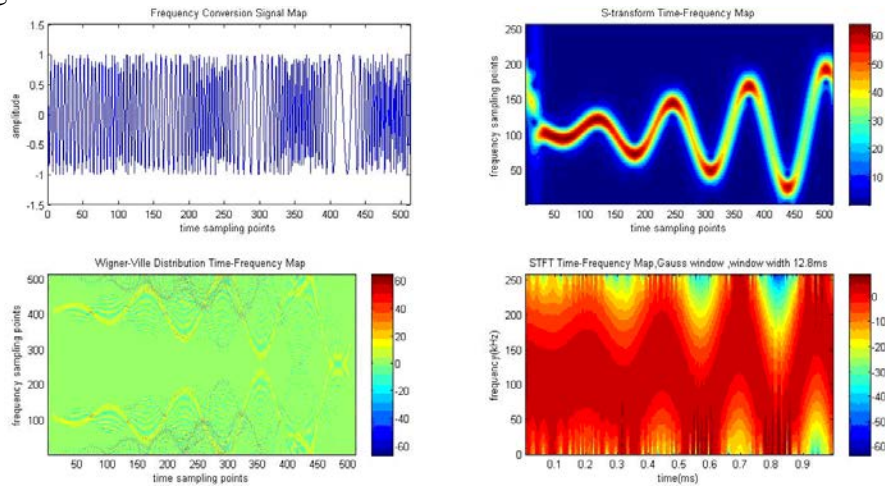 Frequency Conversion Signal Map
1.5
1
0.5
0
-0.5
-1
-1.5
amplitude
0 50 100 150 200 250 300 350 400 450 500
time sampling points
S-transform Time-Frequency Map
250
200
150
100
50
frequency sampling points
50 100 150 200 250 300 350 400 450 500
time sampling points
60
50
40
30
20
10
Wigner-Ville Distribution Time-Frequency Map
500
400
300
200
100
frequency sampling points
50 100 150 200 250 300 350 400 450 500
time sampling points
60
40
20
0
-20
-40
-60
STFT Time-Frequency Map,Gauss window ,window width 12.8ms
250
200
150
100
50
0
frequency(kHz)
0.1 0.2 0.3 0.4 0.5 0.6 0.7 0.8 0.9
time(ms)
0
-10
-20
-30
-40
-50
-60